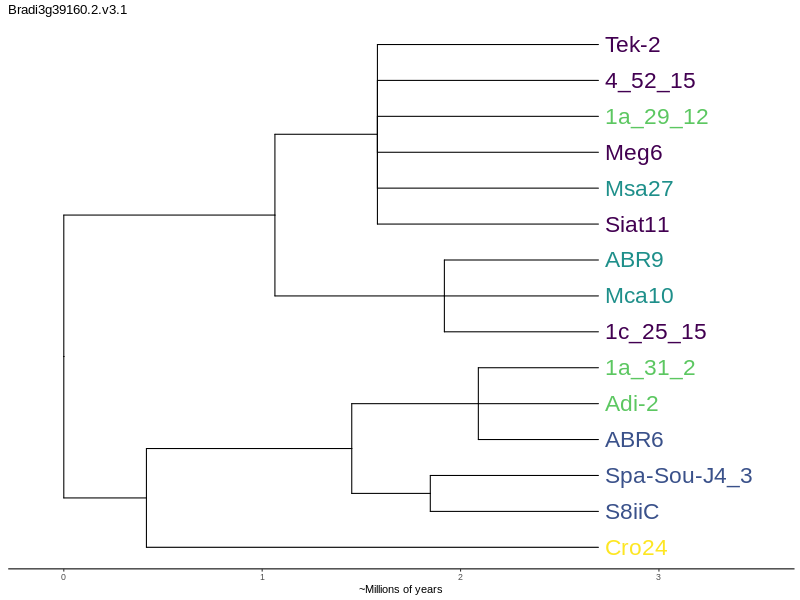 Bradi3g39160.2.v3.1
Tek-2
4_52_15
1a_29_12
Meg6
Msa27
Siat11
ABR9
Mca10
1c_25_15
1a_31_2
Adi-2
ABR6
Spa-Sou-J4_3
S8iiC
Cro24
0 1 2 3
~Millions of years